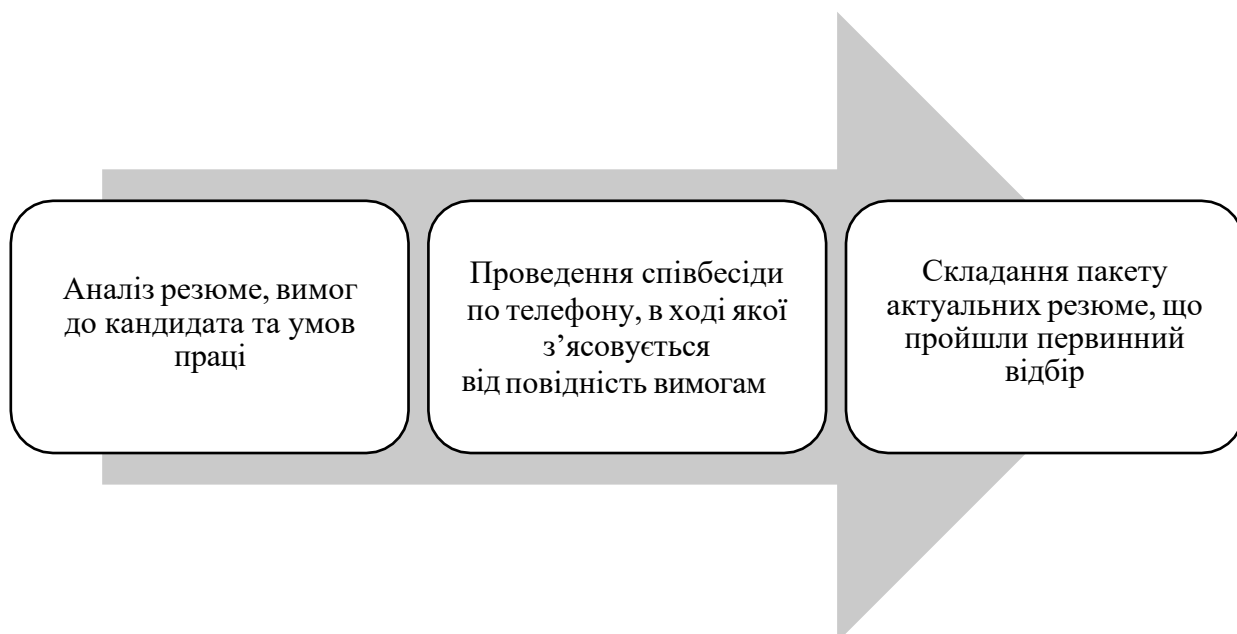 Аналіз резюме, вимог
до кандидата та умов
праці
Проведення співбесіди
по телефону, в ході якої
з’ясовується
від повідність вимогам
Складання пакету
актуальних резюме, що
пройшли первинний
відбір